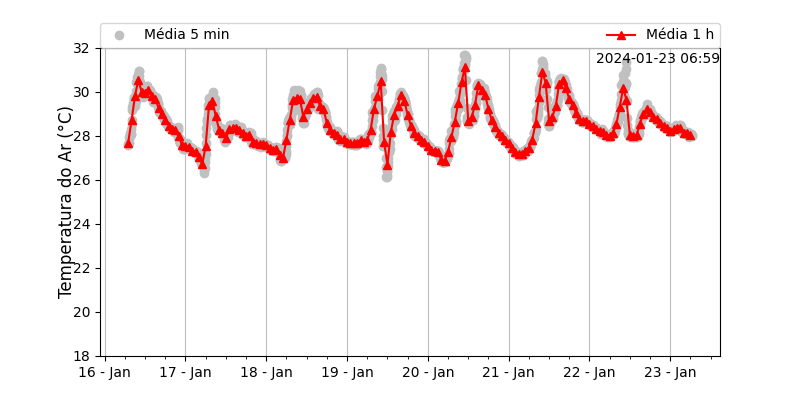 Média 5 min
Média 1 h
2024-01-23 06:59
Temperatura do Ar (°C)
32
30
28
26
24
22
20
18
16 - Jan
17 - Jan
18 - Jan
19 - Jan
20 - Jan
21 - Jan
22 - Jan
23 - Jan